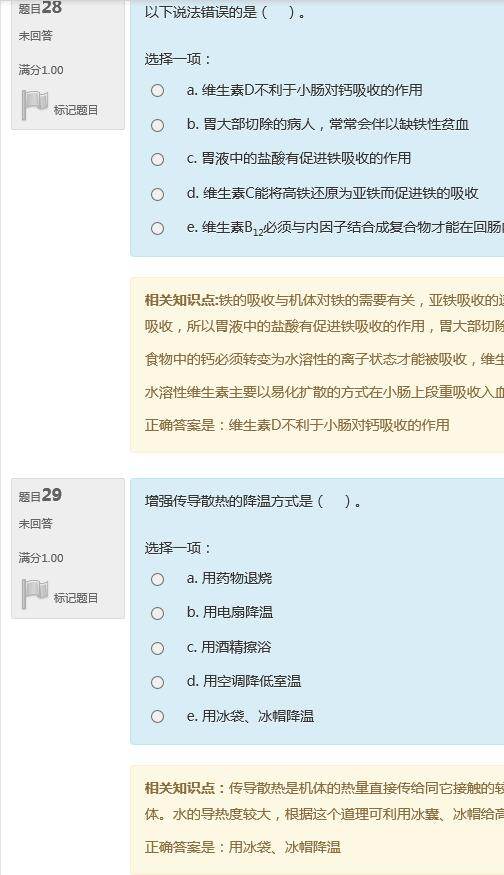 题目28
未回答
满分1.00
标记题目
以下说法错误的是（ ）。
选择一项：
a. 维生素D不利于小肠对钙吸收的作用
b. 胃大部切除的病人，常常会伴以缺铁性贫血
c. 胃液中的盐酸有促进铁吸收的作用
d. 维生素C能将高铁还原为亚铁而促进铁的吸收
e. 维生素B12必须与内因子结合成复合物才能在回肠
相关知识点:铁的吸收与机体对铁的需要有关，亚铁吸收的
吸收，所以胃液中的盐酸有促进铁吸收的作用，胃大部切除
食物中的钙必须转变为水溶性的离子状态才能被吸收，维生
水溶性维生素主要以易化扩散的方式在小肠上段重吸收入血
正确答案是：维生素D不利于小肠对钙吸收的作用
题目29
未回答
满分1.00
标记题目
增强传导散热的降温方式是（ ）。
选择一项：
a. 用药物退烧
b. 用电扇降温
c. 用酒精擦浴
d. 用空调降低室温
e. 用冰袋、冰帽降温
相关知识点：传导散热是机体的热量直接传给同它接触的较
体。水的导热度较大，根据这个道理可利用冰囊、冰帽给高
正确答案是：用冰袋、冰帽降温